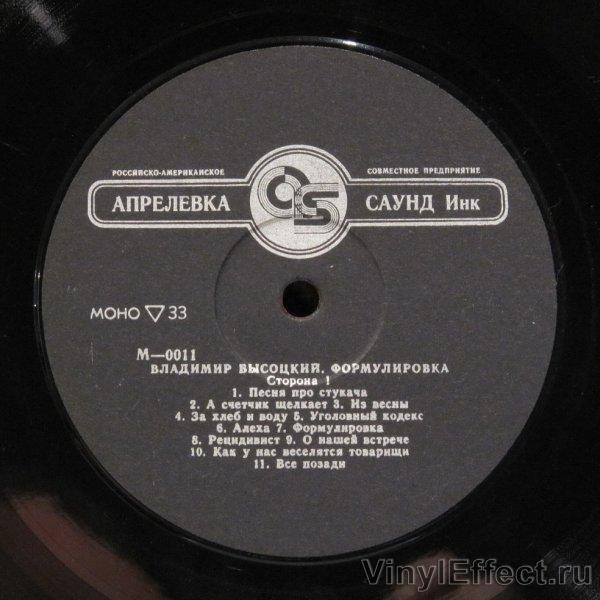 РОССИЙСКО-АМЕРИКАНСКОЕ СОВМЕСТНОЕ ПРЕДПРИЯТИЕ
АПРЕЛЕВКА aS САУНД Инк
МОНО ▽ 33
М—0011
ВЛАДИМИР ВЫСОЦКИЙ. ФОРМУЛИРОВКА
Сторона 1
1. Песня про стукача
2. А счетчик щелкает 3. Из весны
4. За хлеб и воду 5. Уголовный кодекс
6. Алеха 7. Формулировка
8. Рецидивист 9. О нашей встрече
10. Как у нас веселятся товарищи
11. Все позади
VinylEffect.ru